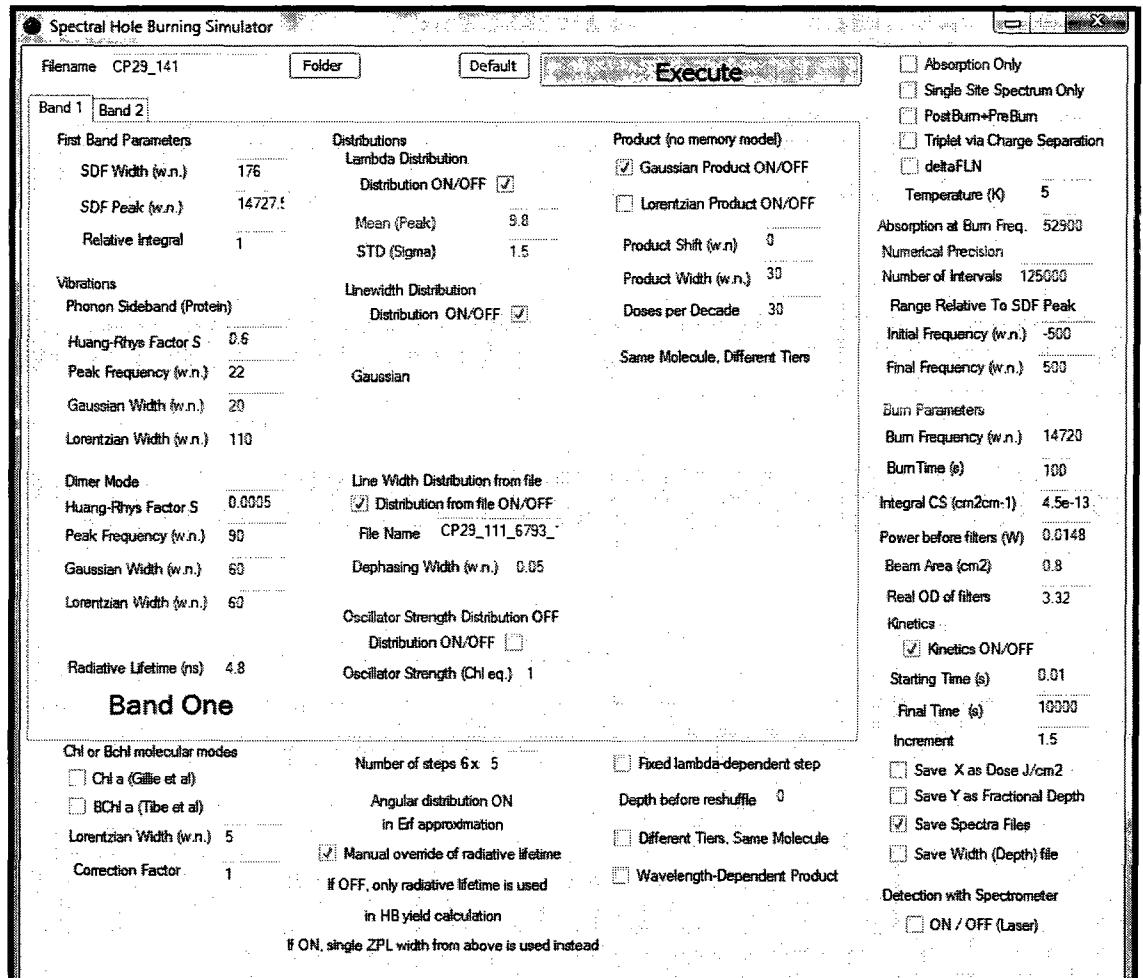 Spectral Hole Burning Simulator
Filename CP29_141 Folder Default Execute
Band 1 Band 2
First Band Parameters
SDF Width (w.n.) 176
SDF Peak (w.n.) 14727.5
Relative Integral 1
Vibrations
Phonon Sideband (Protein)
Huang-Rhys Factor S 0.6
Peak Frequency (w.n.) 22
Gaussian Width (w.n.) 20
Lorentzian Width (w.n.) 110
Dimer Mode
Huang-Rhys Factor S 0.0005
Peak Frequency (w.n.) 90
Gaussian Width (w.n.) 60
Lorentzian Width (w.n.) 60
Radiative Lifetime (ns) 4.8
Band One
Distributions
Lambda Distribution
Distribution ON/OFF
Mean (Peak) 9.8
STD (Sigma) 1.5
Linewidth Distribution
Distribution ON/OFF
Gaussian
Line Width Distribution from file
Distribution from file ON/OFF
File Name CP29_111_6793_
Dephasing Width (w.n.) 0.05
Oscillator Strength Distribution OFF
Distribution ON/OFF
Oscillator Strength (Chl eq.) 1
Product (no memory model)
Gaussian Product ON/OFF
Lorentzian Product ON/OFF
Product Shift (w.n) 0
Product Width (w.n.) 30
Doses per Decade 30
Same Molecule, Different Tiers
Chl or Bchl molecular modes
Chl a (Gillie et al)
BChl a (Tibe et al)
Lorentzian Width (w.n.) 5
Correction Factor 1
Number of steps 6 x 5
Angular distribution ON
in Erf approximation
Manual override of radiative lifetime
If OFF, only radiative lifetime is used
in HB yield calculation
If ON, single ZPL width from above is used instead
Fixed lambda-dependent step
Depth before reshuffle 0
Different Tiers, Same Molecule
Wavelength-Dependent Product
Absorption Only
Single Site Spectrum Only
PostBurn+PreBurn
Triplet via Charge Separation
deltaFLN
Temperature (K) 5
Absorption at Burn Freq. 52900
Numerical Precision
Number of Intervals 125000
Range Relative To SDF Peak
Initial Frequency (w.n.) -500
Final Frequency (w.n.) 500
Burn Parameters
Burn Frequency (w.n.) 14720
Burn Time (s) 100
Integral CS (cm2cm-1) 4.5e-13
Power before filters (W) 0.0148
Beam Area (cm2) 0.8
Real OD of filters 3.32
Kinetics
Kinetics ON/OFF
Starting Time (s) 0.01
Final Time (s) 10000
Increment 1.5
Save X as Dose J/cm2
Save Y as Fractional Depth
Save Spectra Files
Save Width (Depth) file
Detection with Spectrometer
ON / OFF (Laser)